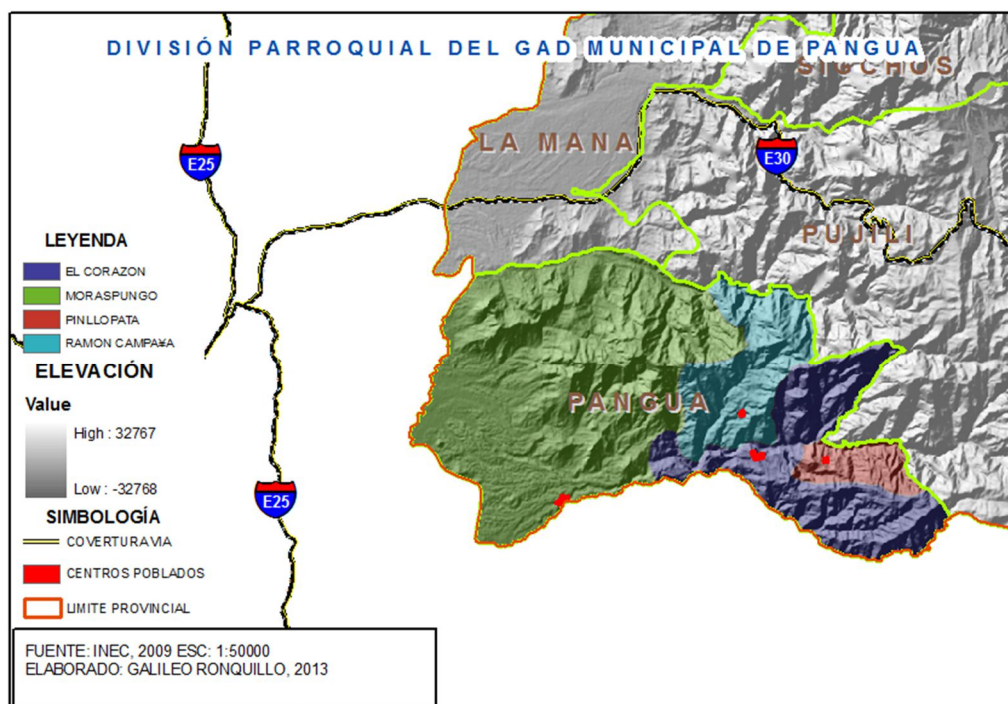 DIVISIÓN PARROQUIAL DEL GAD MUNICIPAL DE PANGUA
SIGCHOS
LA MANA
E25
E30
PUJILI
LEYENDA
EL CORAZON
MORASPUNGO
PINLLOPATA
RAMON CAMPA¥A
ELEVACIÓN
Value
High : 32767
Low : -32768
PANGUA
E25
SIMBOLOGÍA
COVERTURAVIA
CENTROS POBLADOS
LIMITE PROVINCIAL
FUENTE: INEC, 2009 ESC: 1:50000
ELABORADO: GALILEO RONQUILLO, 2013